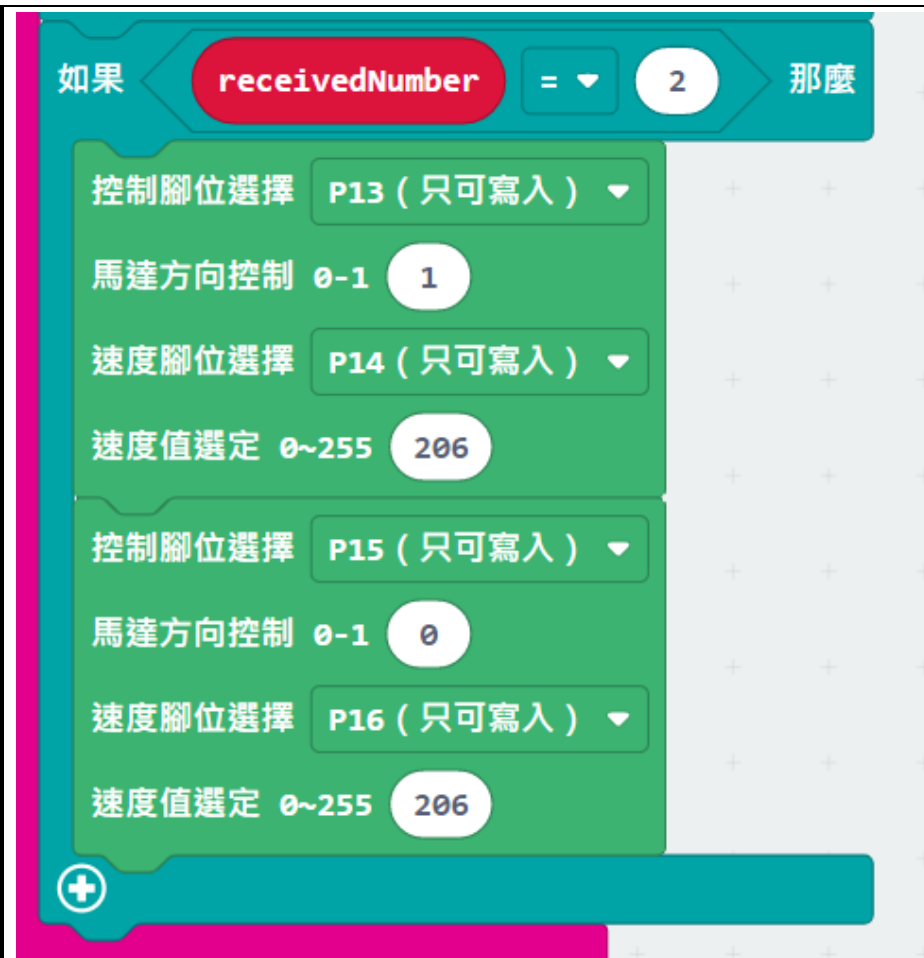 如果 receivedNumber = 2 那麼
控制腳位選擇 P13 ( 只可寫入 )
馬達方向控制 0-1 1
速度腳位選擇 P14 ( 只可寫入 )
速度值選定 0~255 206
控制腳位選擇 P15 ( 只可寫入 )
馬達方向控制 0-1 0
速度腳位選擇 P16 ( 只可寫入 )
速度值選定 0~255 206